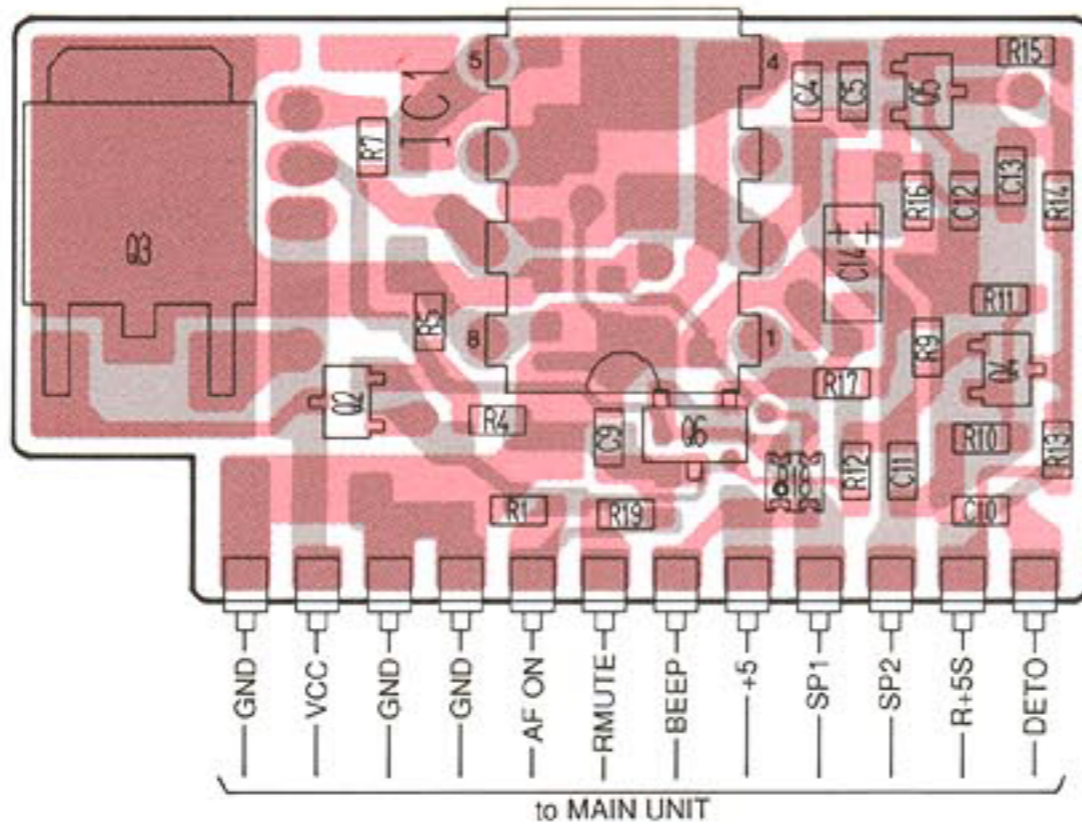 5
4
C4
C5
Q5
R15
IC1
R7
R16
C12
C13
R14
Q3
C14
++
R5
8
1
R11
R9
Q4
R17
Q2
R4
C9
Q6
R10
R13
R12
C11
R1
R19
C10
GND
VCC
GND
GND
AF ON
RMUTE
BEEP
+5
SP1
SP2
R+5S
DETO
to MAIN UNIT